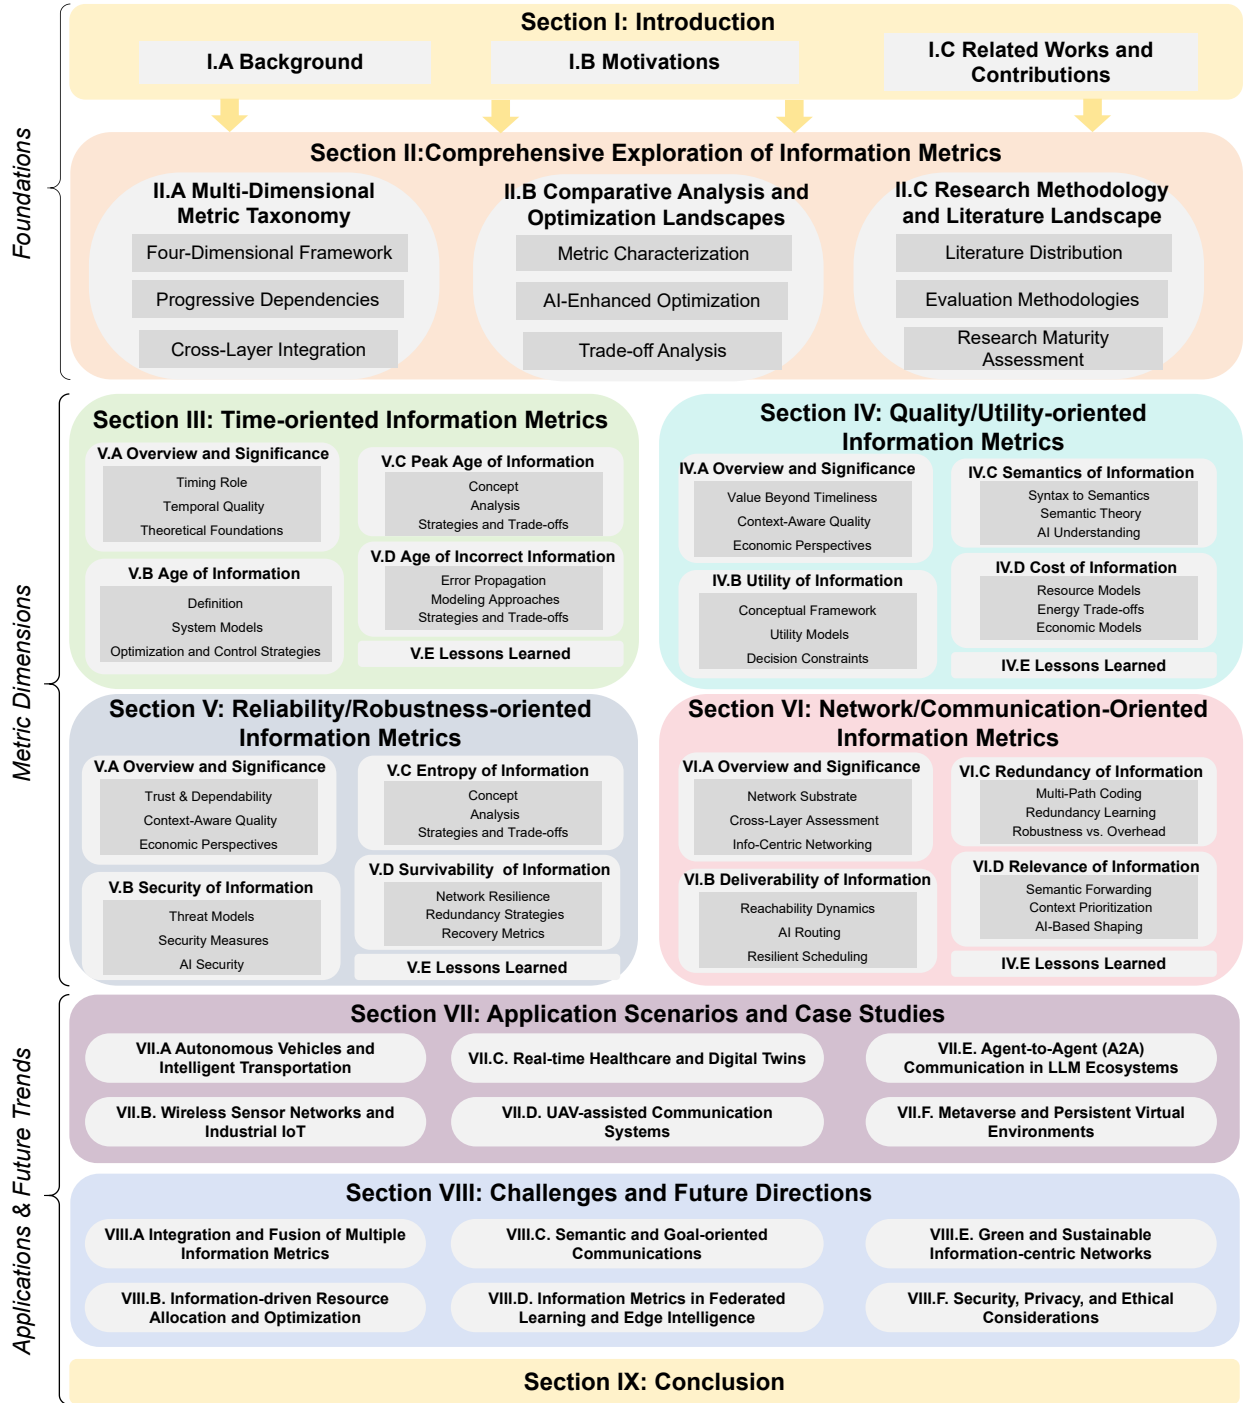 Foundations
Section I: Introduction
I.A Background
I.B Motivations
I.C Related Works and
Contributions
Section II:Comprehensive Exploration of Information Metrics
II.A Multi-Dimensional
Metric Taxonomy
Four-Dimensional Framework
Progressive Dependencies
Cross-Layer Integration
II.B Comparative Analysis and
Optimization Landscapes
Metric Characterization
AI-Enhanced Optimization
Trade-off Analysis
II.C Research Methodology
and Literature Landscape
Literature Distribution
Evaluation Methodologies
Research Maturity
Assessment
Metric Dimensions
Section III: Time-oriented Information Metrics
V.A Overview and Significance
Timing Role
Temporal Quality
Theoretical Foundations
V.B Age of Information
Definition
System Models
Optimization and Control Strategies
V.C Peak Age of Information
Concept
Analysis
Strategies and Trade-offs
V.D Age of Incorrect Information
Error Propagation
Modeling Approaches
Strategies and Trade-offs
V.E Lessons Learned
Section IV: Quality/Utility-oriented
Information Metrics
IV.A Overview and Significance
Value Beyond Timeliness
Context-Aware Quality
Economic Perspectives
IV.B Utility of Information
Conceptual Framework
Utility Models
Decision Constraints
IV.C Semantics of Information
Syntax to Semantics
Semantic Theory
AI Understanding
IV.D Cost of Information
Resource Models
Energy Trade-offs
Economic Models
IV.E Lessons Learned
Section V: Reliability/Robustness-oriented
Information Metrics
V.A Overview and Significance
Trust & Dependability
Context-Aware Quality
Economic Perspectives
V.B Security of Information
Threat Models
Security Measures
AI Security
V.C Entropy of Information
Concept
Analysis
Strategies and Trade-offs
V.D Survivability of Information
Network Resilience
Redundancy Strategies
Recovery Metrics
V.E Lessons Learned
Section VI: Network/Communication-Oriented
Information Metrics
VI.A Overview and Significance
Network Substrate
Cross-Layer Assessment
Info-Centric Networking
VI.B Deliverability of Information
Reachability Dynamics
AI Routing
Resilient Scheduling
VI.C Redundancy of Information
Multi-Path Coding
Redundancy Learning
Robustness vs. Overhead
VI.D Relevance of Information
Semantic Forwarding
Context Prioritization
AI-Based Shaping
IV.E Lessons Learned
Applications & Future Trends
Section VII: Application Scenarios and Case Studies
VII.A Autonomous Vehicles and
Intelligent Transportation
VII.C. Real-time Healthcare and Digital Twins
VII.E. Agent-to-Agent (A2A)
Communication in LLM Ecosystems
VII.B. Wireless Sensor Networks and
Industrial IoT
VII.D. UAV-assisted Communication
Systems
VII.F. Metaverse and Persistent Virtual
Environments
Section VIII: Challenges and Future Directions
VIII.A Integration and Fusion of Multiple
Information Metrics
VIII.C. Semantic and Goal-oriented
Communications
VIII.E. Green and Sustainable
Information-centric Networks
VIII.B. Information-driven Resource
Allocation and Optimization
VIII.D. Information Metrics in Federated
Learning and Edge Intelligence
VIII.F. Security, Privacy, and Ethical
Considerations
Section IX: Conclusion